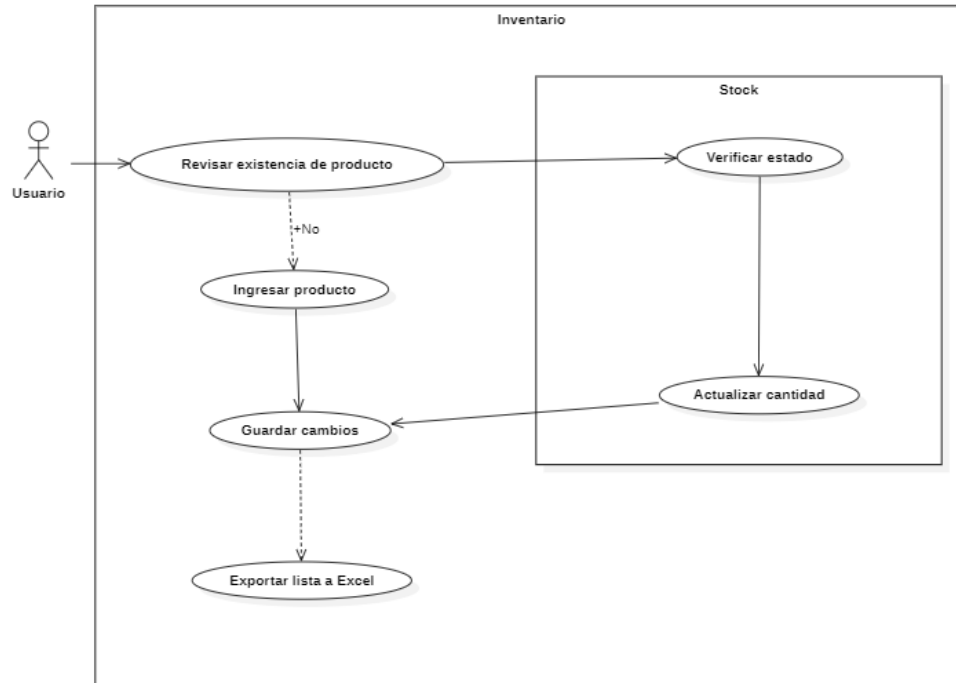 Inventario
Stock
Usuario
Revisar existencia de producto
Verificar estado
+No
Ingresar producto
Actualizar cantidad
Guardar cambios
Exportar lista a Excel